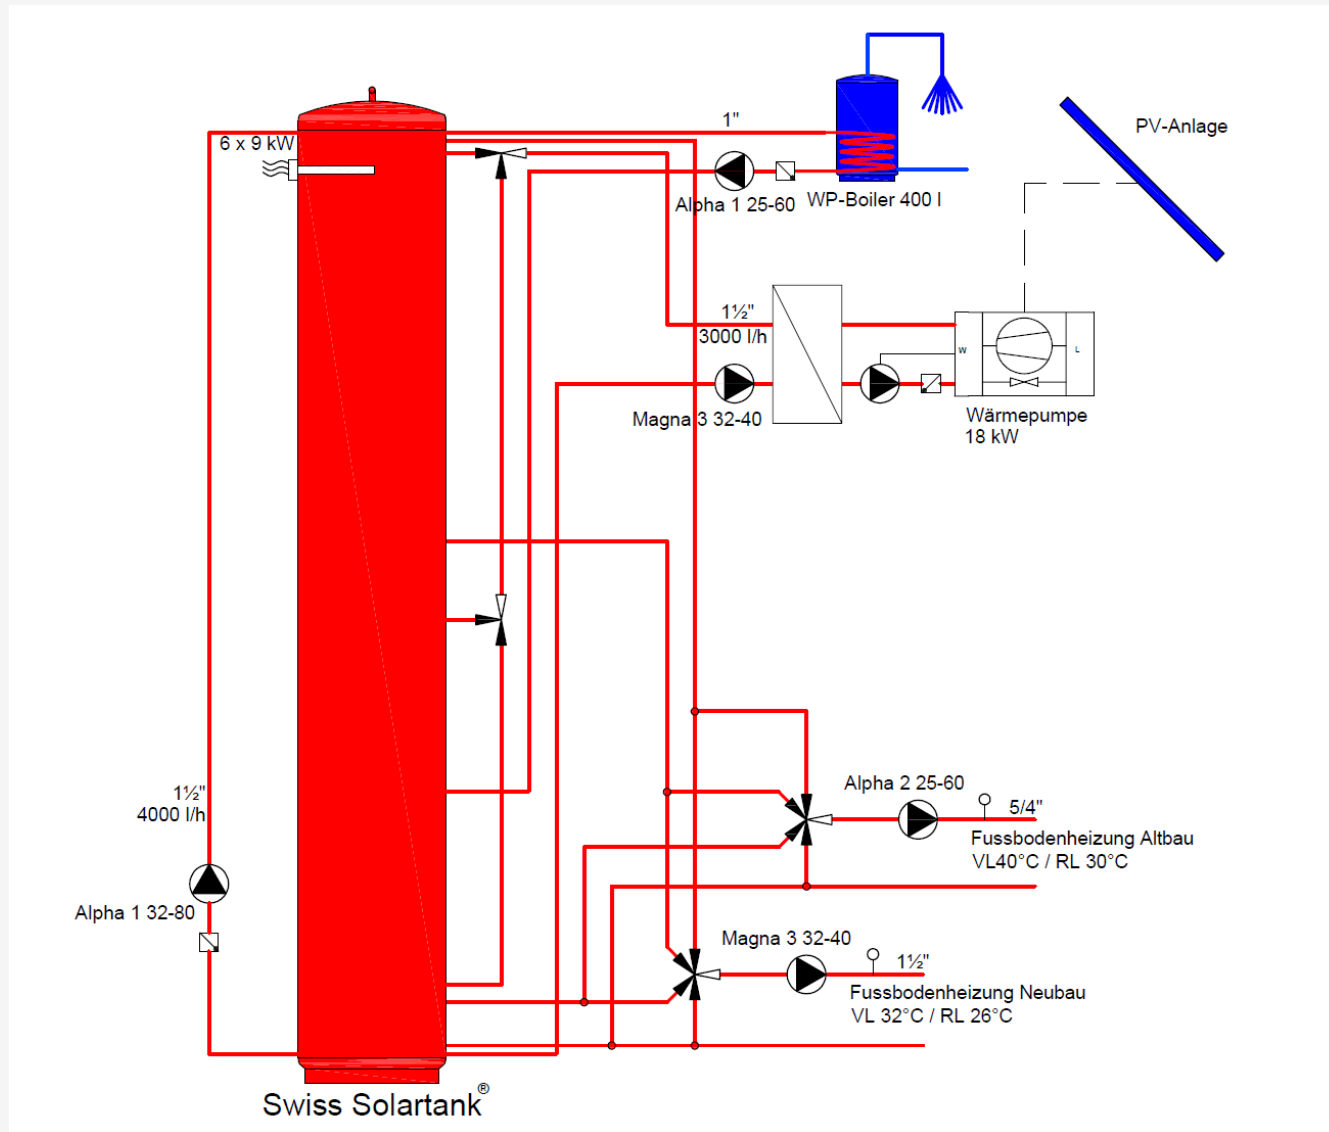 1"
PV-Anlage
6 x 9 kW
Alpha 1 25-60
WP-Boiler 400 l
1½"
3000 l/h
W
L
Magna 3 32-40
Wärmepumpe
18 kW
Alpha 2 25-60
1½"
4000 l/h
5/4"
Fussbodenheizung Altbau
VL40°C / RL 30°C
Alpha 1 32-80
Magna 3 32-40
1½"
Fussbodenheizung Neubau
VL 32°C / RL 26°C
Swiss Solartank®